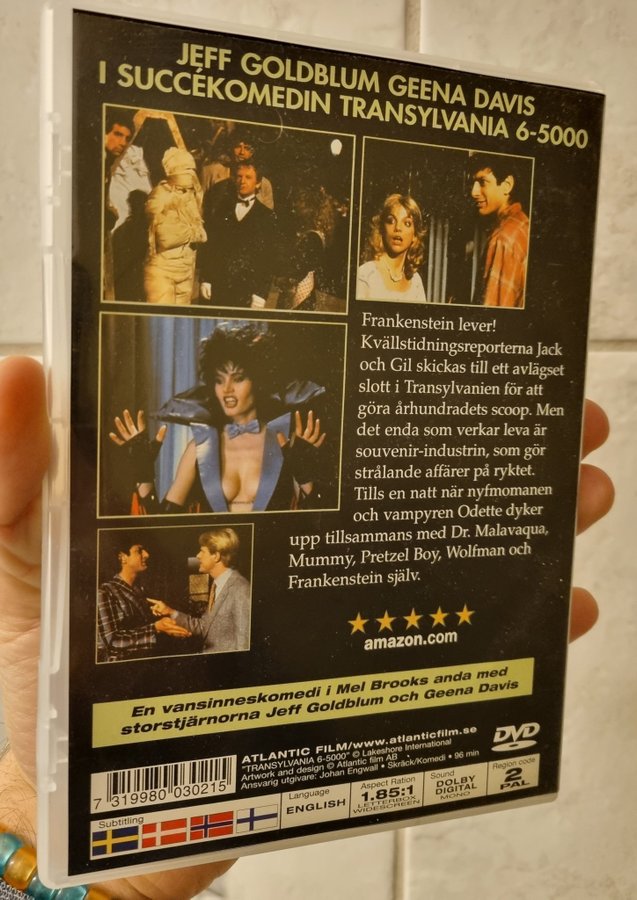 JEFF GOLDBLUM GEENA DAVIS
I SUCCÉKOMEDIN TRANSYLVANIA 6-5000
Frankenstein lever!
Kvällstidningsreporterna Jack
och Gil skickas till ett avlägset
slott i Transylvanien för att
göra århundradets scoop. Men
det enda som verkar leva är
souvenir-industrin, som gör
strålande affärer på ryktet.
Tills en natt när nyfmomanen
och vampyren Odette dyker
upp tillsammans med Dr. Malavaqua,
Mummy, Pretzel Boy, Wolfman och
Frankenstein själv.
amazon.com
En vansinneskomedi i Mel Brooks anda med
storstjärnorna Jeff Goldblum och Geena Davis
ATLANTIC FILM/www.atlanticfilm.se
"TRANSYLVANIA 6-5000" © Lakeshore International
Artwork and design © Atlantic film AB • Skräck/Komedi • 96 min
Ansvarig utgivare: Johan Engwall
DVD
7 319980 030215
Subtitling
Language
ENGLISH
Aspect Ration
1.85:1
LETTERBOX
WIDESCREEN
Sound
DOLBY
DIGITAL
MONO
Region code
2
PAL